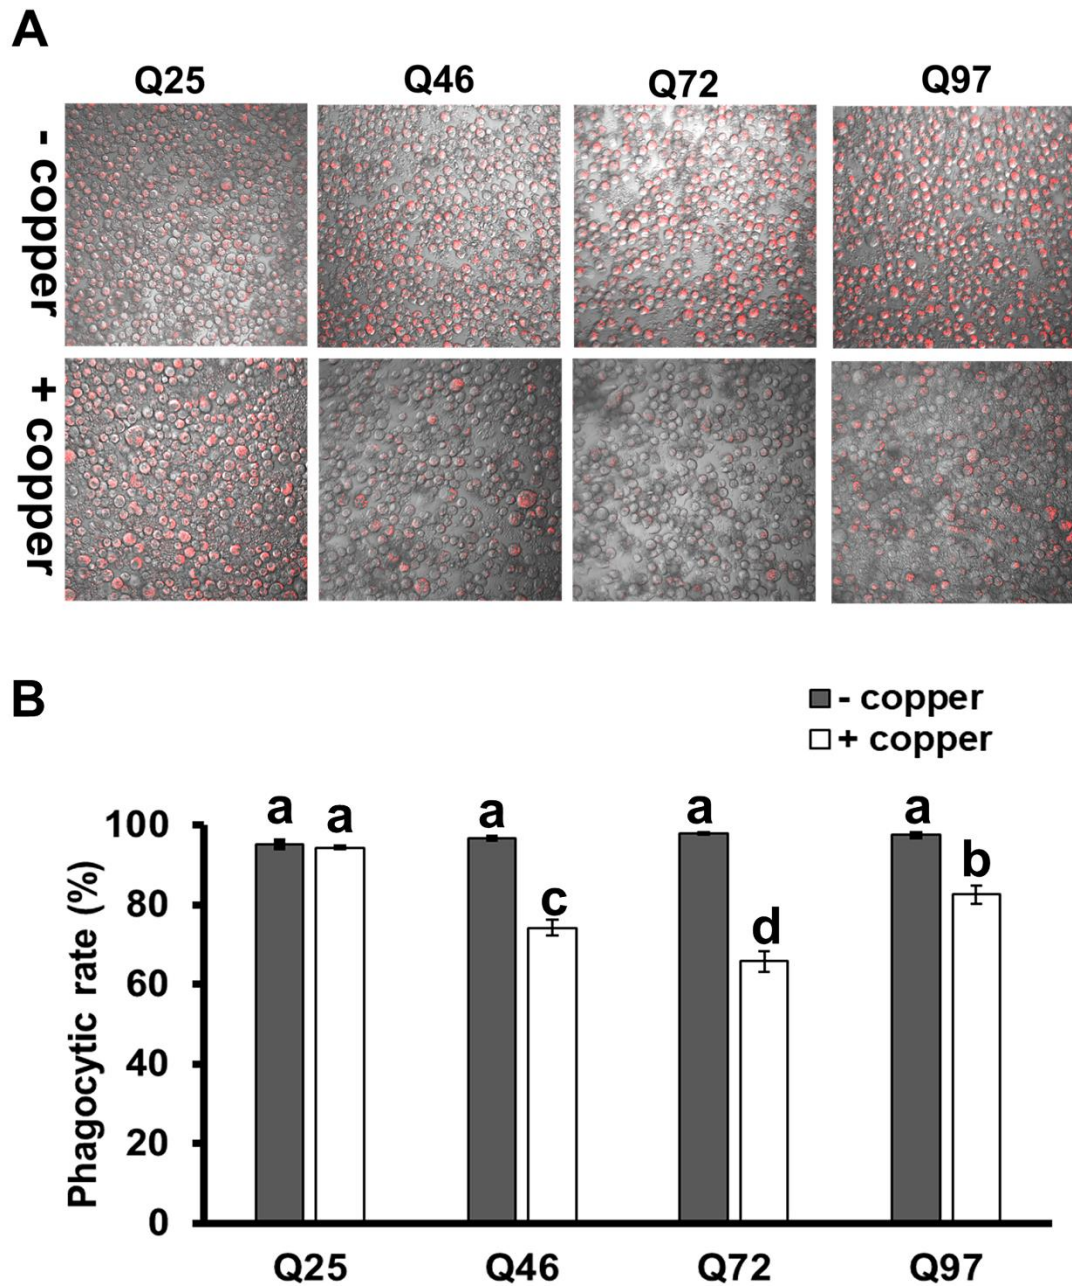 A
Q25 Q46 Q72 Q97
- copper
+ copper
B
- copper
+ copper
Phagocytic rate (%)
100
80
60
40
20
0
a a a c a d a b
Q25 Q46 Q72 Q97